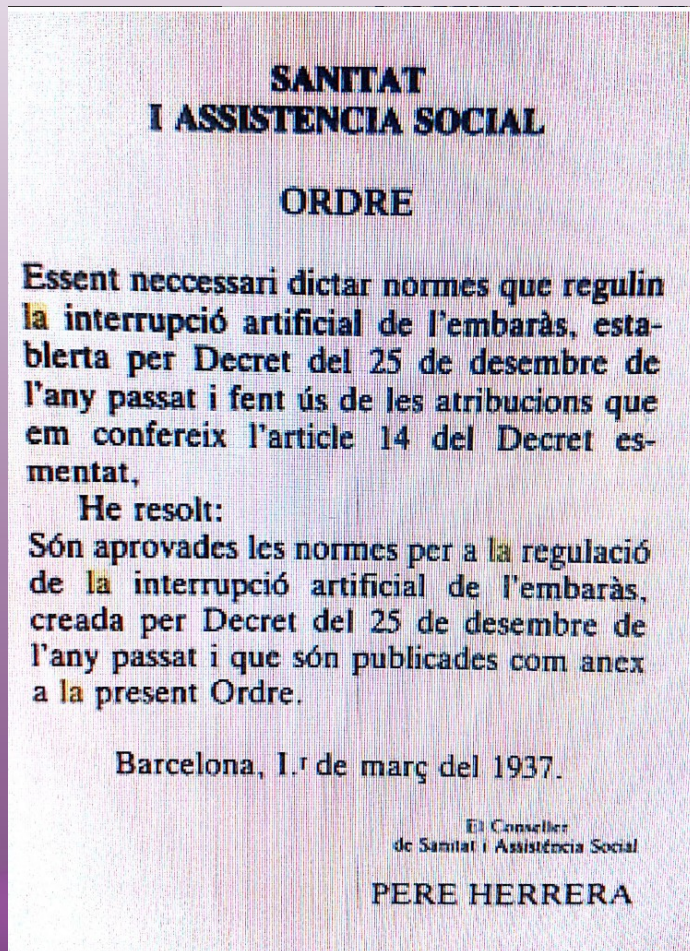 SANITAT
I ASSISTENCIA SOCIAL
ORDRE
Essent neccessari dictar normes que regulin
la interrupció artificial de l'embaràs, esta-
blerta per Decret del 25 de desembre de
l'any passat i fent ús de les atribucions que
em confereix l'article 14 del Decret es-
mentat,
He resolt:
Són aprovades les normes per a la regulació
de la interrupció artificial de l'embaràs,
creada per Decret del 25 de desembre de
l'any passat i que són publicades com anex
a la present Ordre.
Barcelona, 1.r de març del 1937.
El Conseller
de Sanitat i Assistència Social
PERE HERRERA